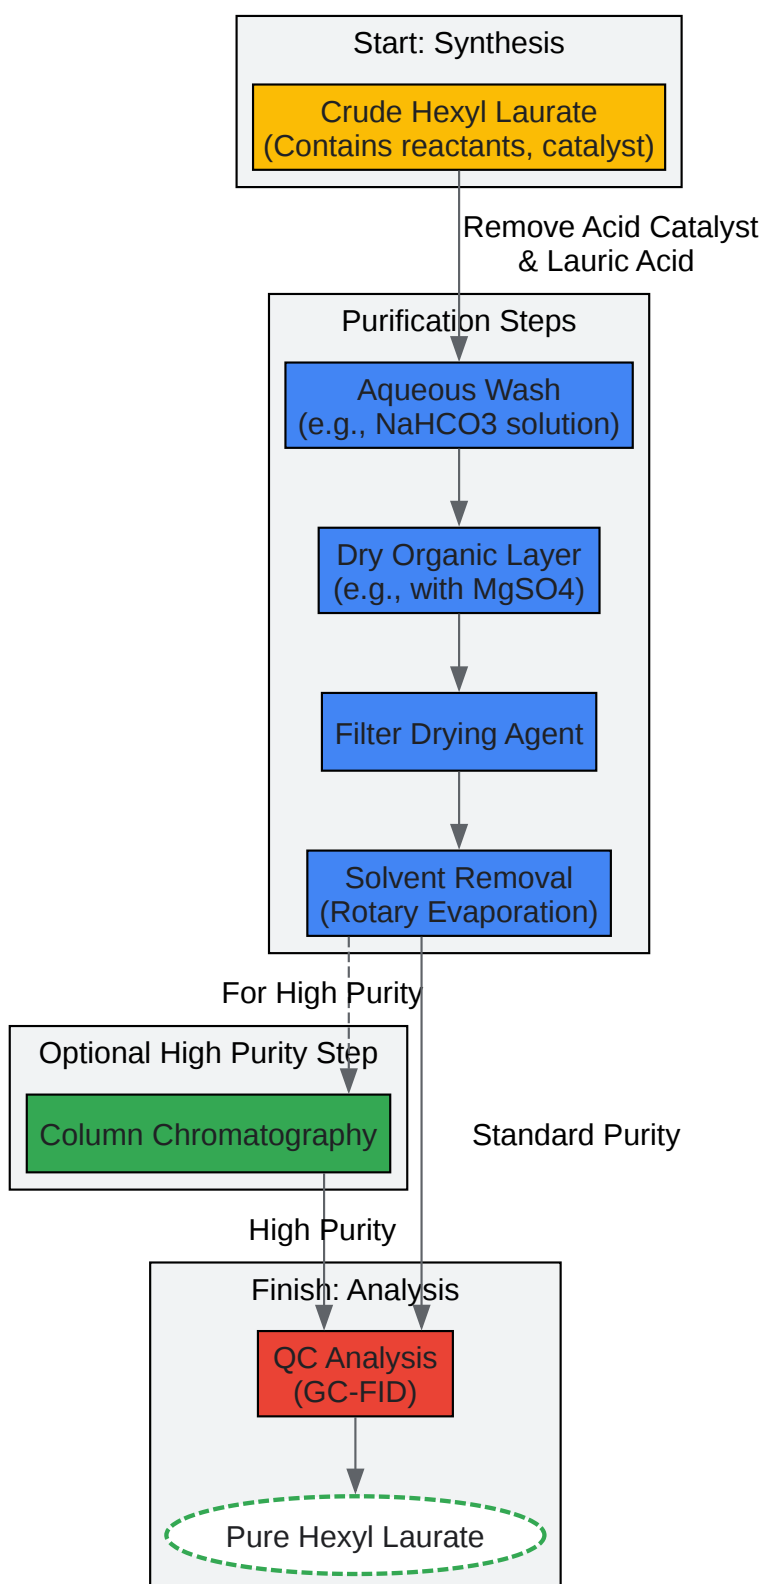 Start: Synthesis
Crude Hexyl Laurate
(Contains reactants, catalyst)
Remove Acid Catalyst
& Lauric Acid
Purification Steps
Aqueous Wash
(e.g., NaHCO3 solution)
Dry Organic Layer
(e.g., with MgSO4)
Filter Drying Agent
Solvent Removal
(Rotary Evaporation)
For High Purity
Optional High Purity Step
Column Chromatography
Standard Purity
High Purity
Finish: Analysis
QC Analysis
(GC-FID)
Pure Hexyl Laurate